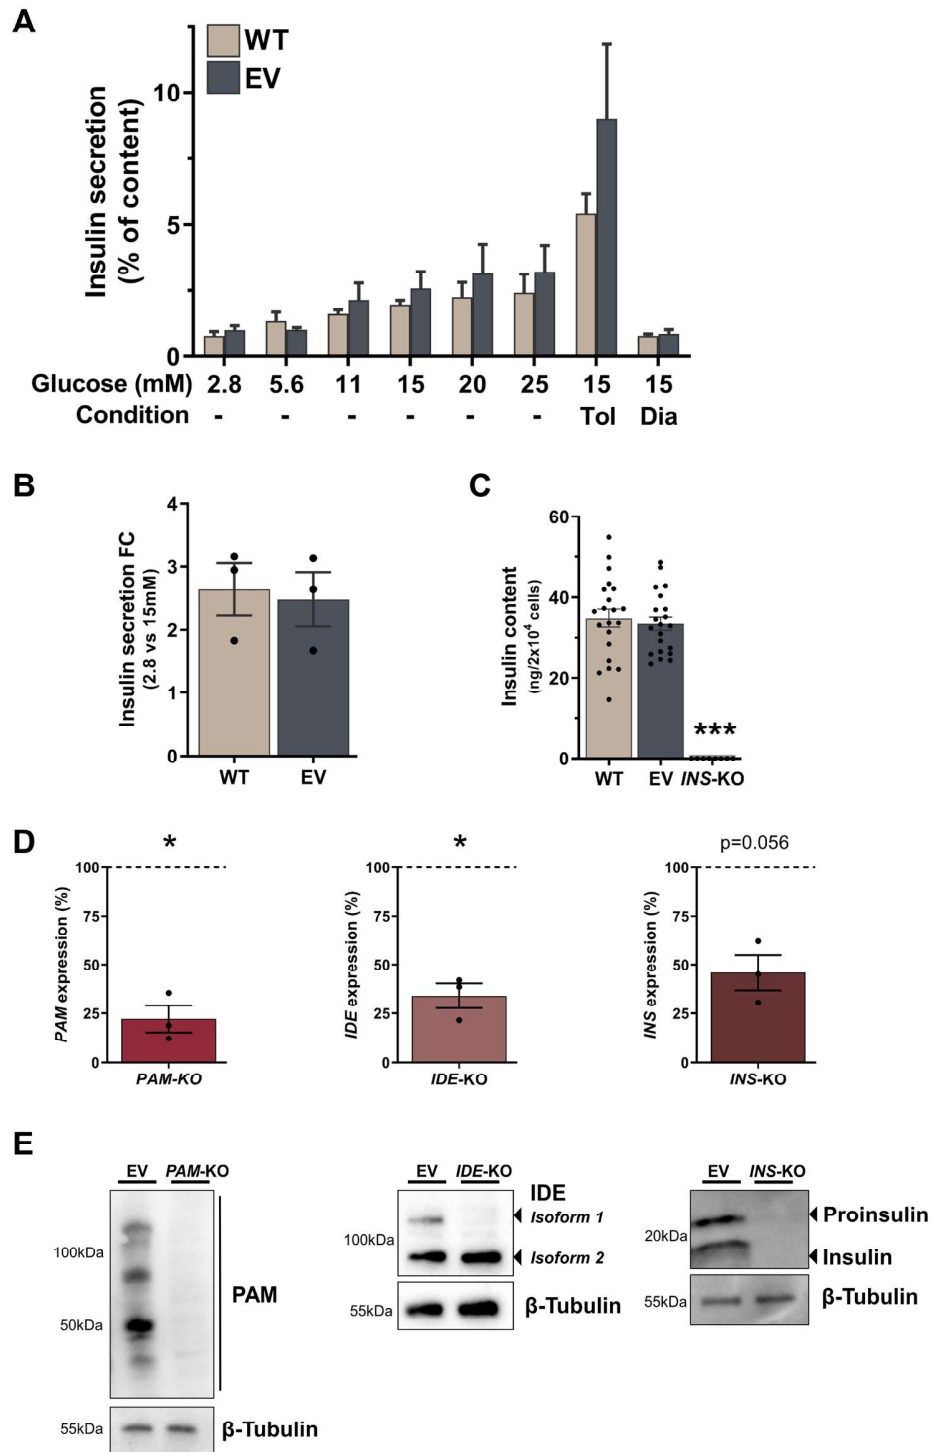 A
WT
EV
Insulin secretion
(% of content)
10
5
0
Glucose (mM) 2.8 5.6 11 15 20 25 15 15
Condition - - - - - - Tol Dia
B
Insulin secretion FC
(2.8 vs 15mM)
4
3
2
1
0
WT EV
C
Insulin content
(ng/2x10⁴ cells)
60
40
20
0
***
WT EV INS-KO
D
*
PAM expression (%)
100
75
50
25
0
PAM-KO
*
IDE expression (%)
100
75
50
25
0
IDE-KO
p=0.056
INS expression (%)
100
75
50
25
0
INS-KO
E
EV PAM-KO
100kDa
50kDa
PAM
55kDa
β-Tubulin
EV IDE-KO
IDE
Isoform 1
100kDa
Isoform 2
55kDa
β-Tubulin
EV INS-KO
Proinsulin
20kDa
Insulin
55kDa
β-Tubulin